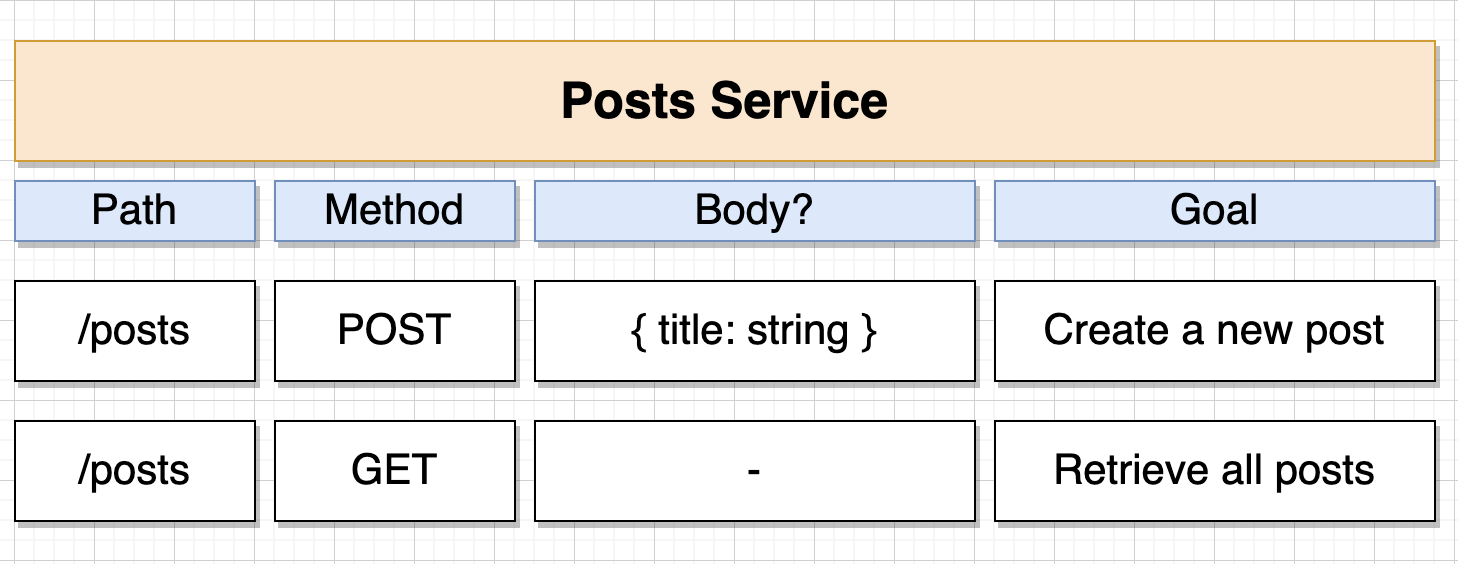 Posts Service
Path Method Body? Goal
/posts POST { title: string } Create a new post
/posts GET - Retrieve all posts